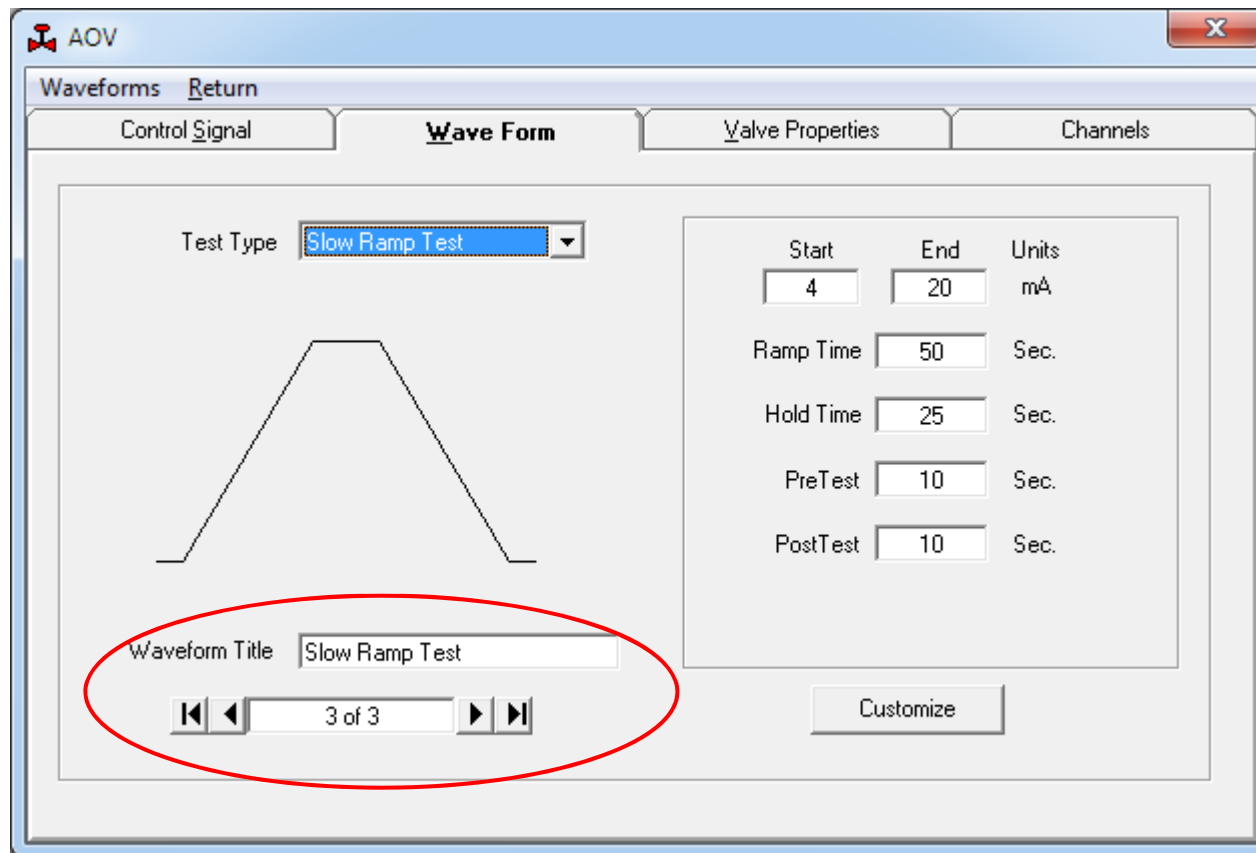 AOV
Waveforms Return
Control Signal Wave Form Valve Properties Channels
Test Type Slow Ramp Test
Start End Units
4 20 mA
Ramp Time 50 Sec.
Hold Time 25 Sec.
PreTest 10 Sec.
PostTest 10 Sec.
Waveform Title Slow Ramp Test
3 of 3
Customize